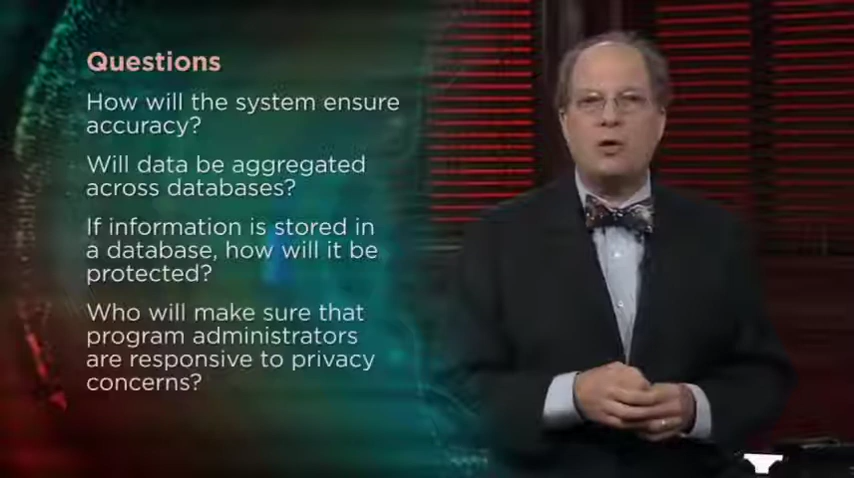 Questions
How will the system ensure
accuracy?
Will data be aggregated
across databases?
If information is stored in
a database, how will it be
protected?
Who will make sure that
program administrators
are responsive to privacy
concerns?